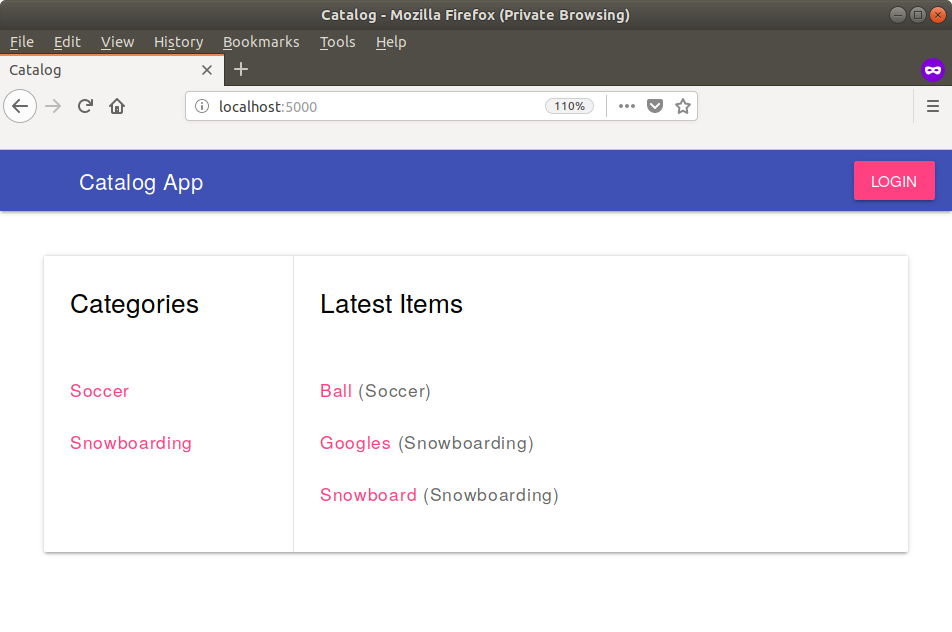 Catalog - Mozilla Firefox (Private Browsing)
File Edit View History Bookmarks Tools Help
Catalog
localhost:5000 110%
Catalog App LOGIN
Categories
Latest Items
Soccer
Ball (Soccer)
Snowboarding
Googles (Snowboarding)
Snowboard (Snowboarding)